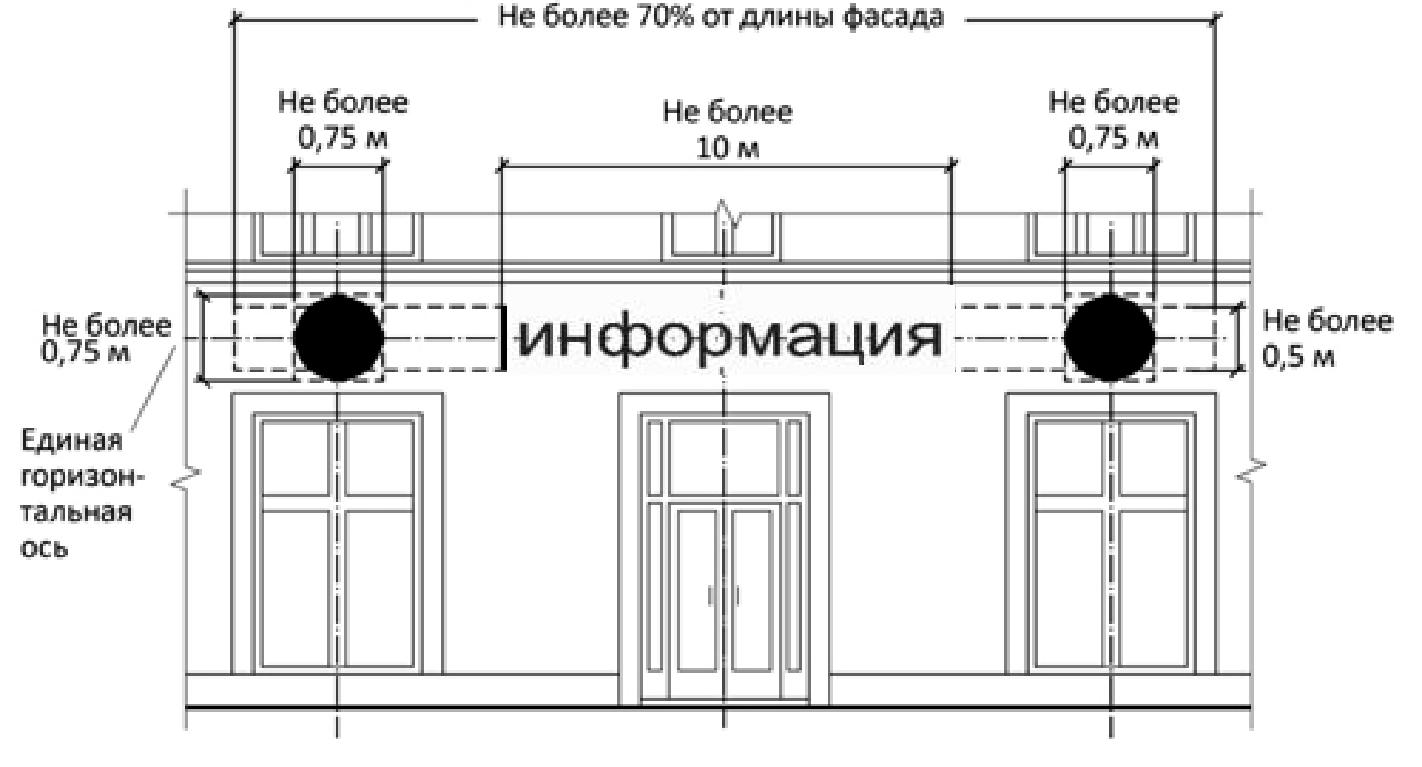 Не более 70% от длины фасада
Не более
0,75 м
Не более
10 м
Не более
0,75 м
Не более
0,75 м
информация
Не более
0,5 м
Единая
горизон-
тальная
ось